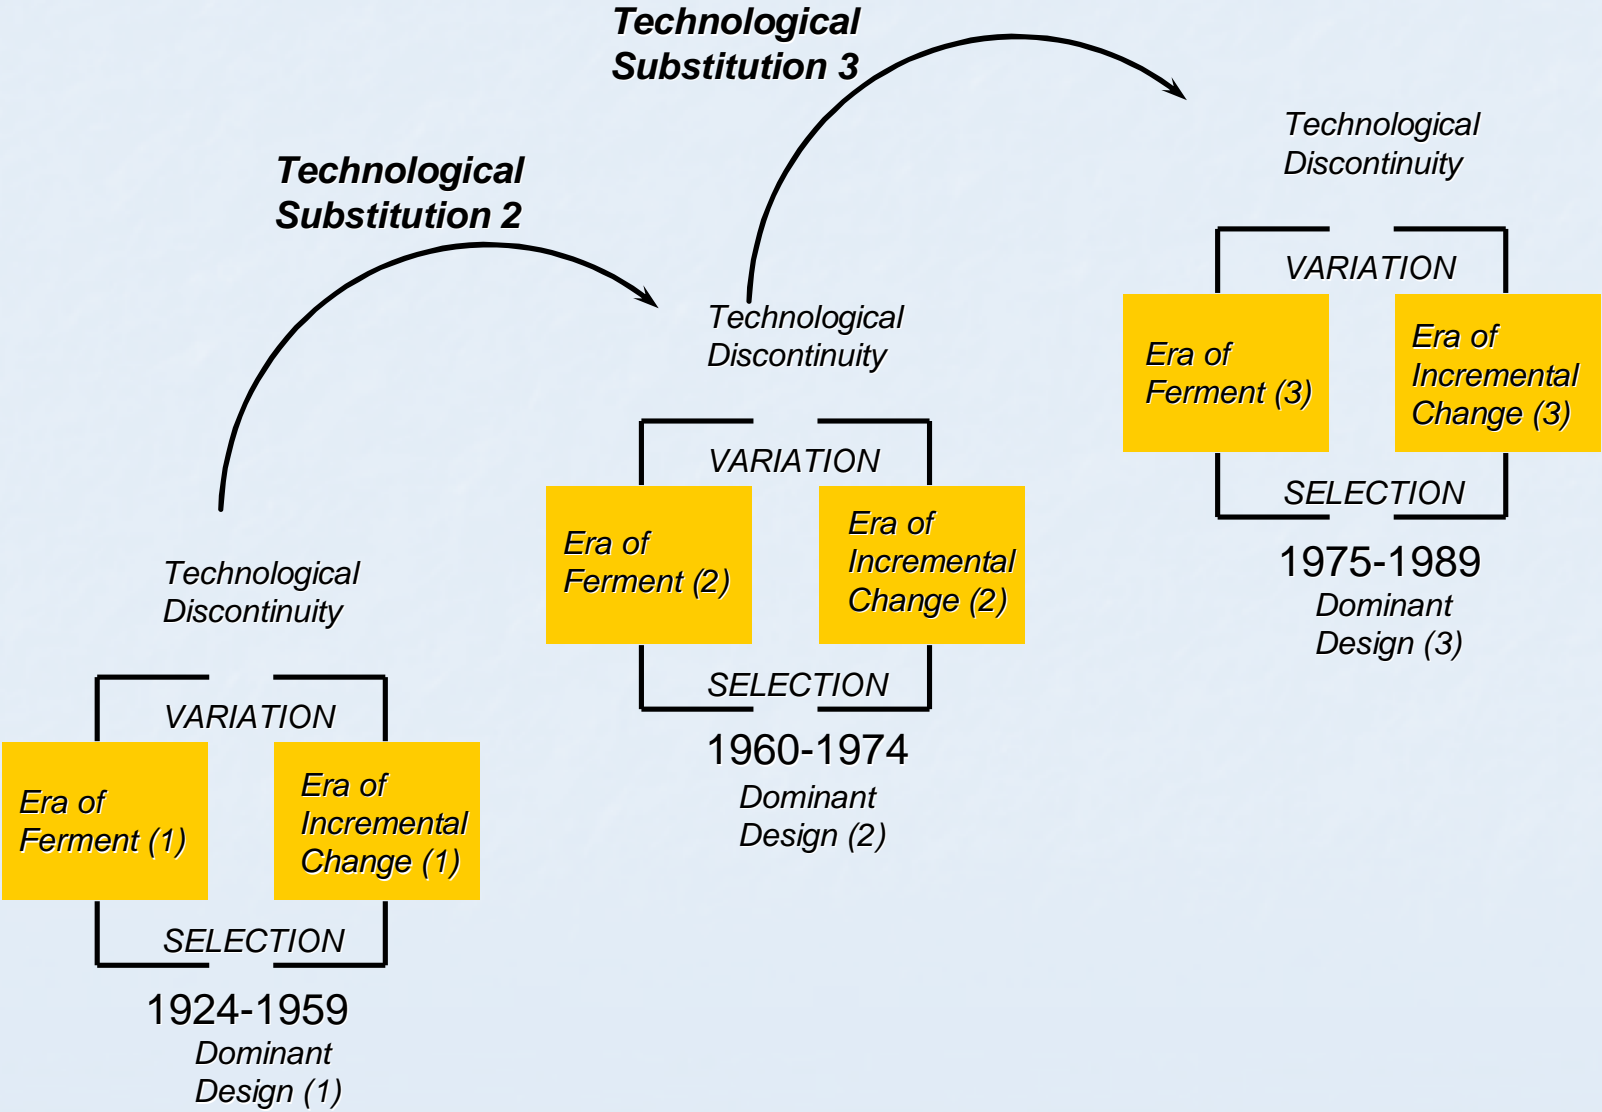 Technological
Substitution 3
Technological
Substitution 2
Technological
Discontinuity
VARIATION
Era of
Ferment (3)
Era of
Incremental
Change (3)
SELECTION
1975-1989
Dominant
Design (3)
Technological
Discontinuity
VARIATION
Era of
Ferment (2)
Era of
Incremental
Change (2)
SELECTION
1960-1974
Dominant
Design (2)
Technological
Discontinuity
VARIATION
Era of
Ferment (1)
Era of
Incremental
Change (1)
SELECTION
1924-1959
Dominant
Design (1)